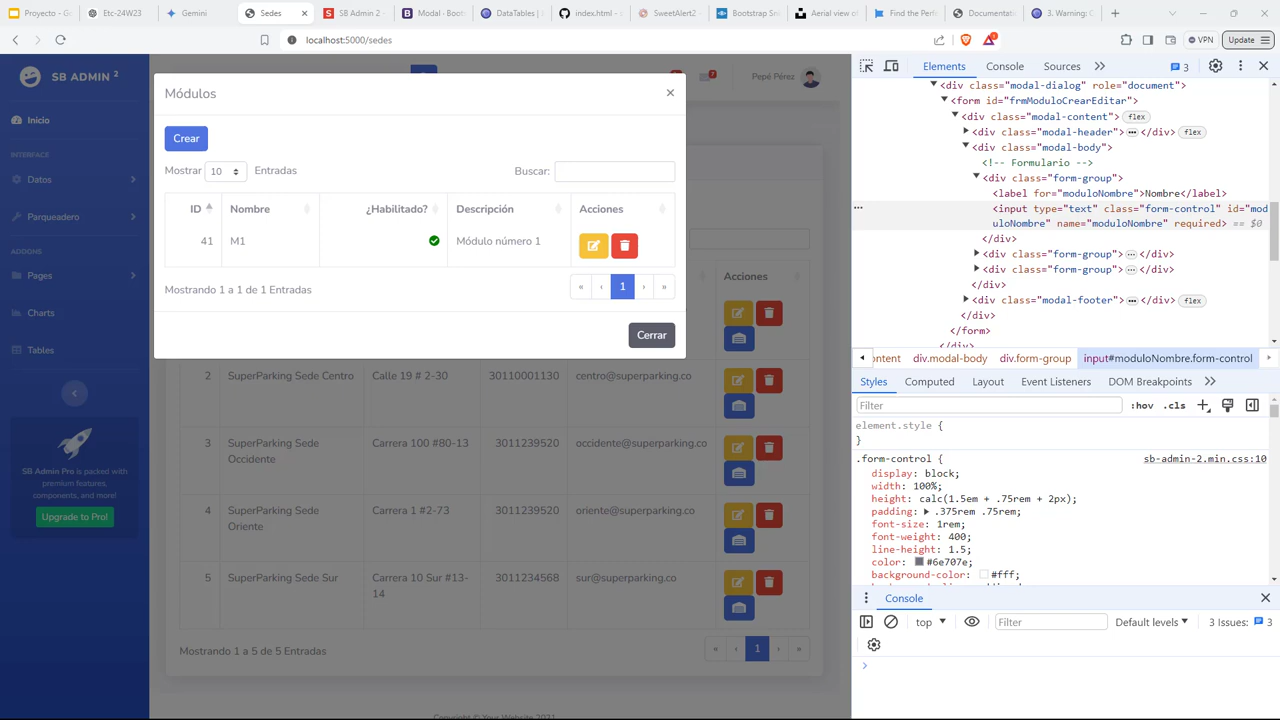 Proyecto - G
Etc-24W23
Gemini
Sedes
SB Admin 2
Modal · Boots
DataTables | A
index.html - s
SweetAlert2 -
Bootstrap Sni
Aerial view of
Find the Perfe
Documentatio
3. Warning: C
localhost:5000/sedes
VPN
Update
SB ADMIN 2
Pepé Pérez
7
Inicio
INTERFACE
Datos
Parqueadero
ADDONS
Pages
Charts
Tables
SB Admin Pro is packed with
premium features,
components, and more!
Upgrade to Pro!
Módulos
×
Crear
Mostrar 10 Entradas
Buscar:
ID Nombre ¿Habilitado? Descripción Acciones
41 M1 Módulo número 1
Mostrando 1 a 1 de 1 Entradas
« ‹ 1 › »
Cerrar
Acciones
2 SuperParking Sede Centro Calle 19 # 2-30 30110001130 centro@superparking.co
3 SuperParking Sede Carrera 100 #80-13 3011239520 occidente@superparking.co
Occidente
4 SuperParking Sede Carrera 1 #2-73 3011239520 oriente@superparking.co
Oriente
5 SuperParking Sede Sur Carrera 10 Sur #13- 3011234568 sur@superparking.co
14
Mostrando 1 a 5 de 5 Entradas
« ‹ 1 › »
Copyright © Your Website 2021
Elements Console Sources 3
<div class="modal-dialog" role="document">
<form id="frmModuloCrearEditar">
<div class="modal-content"> flex
<div class="modal-header"> ••• </div> flex
<div class="modal-body">
<!-- Formulario -->
<div class="form-group">
<label for="moduloNombre">Nombre</label>
<input type="text" class="form-control" id="mod
uloNombre" name="moduloNombre" required> == $0
</div>
<div class="form-group"> ••• </div>
<div class="form-group"> ••• </div>
</div>
<div class="modal-footer"> ••• </div> flex
</div>
</form>
</div>
ontent div.modal-body div.form-group input#moduloNombre.form-control
Styles Computed Layout Event Listeners DOM Breakpoints
Filter :hov .cls
element.style {
}
.form-control { sb-admin-2.min.css:10
display: block;
width: 100%;
height: calc(1.5em + .75rem + 2px);
padding: .375rem .75rem;
font-size: 1rem;
font-weight: 400;
line-height: 1.5;
color: #6e707e;
background-color: #fff;
Console
top Filter Default levels 3 Issues: 3